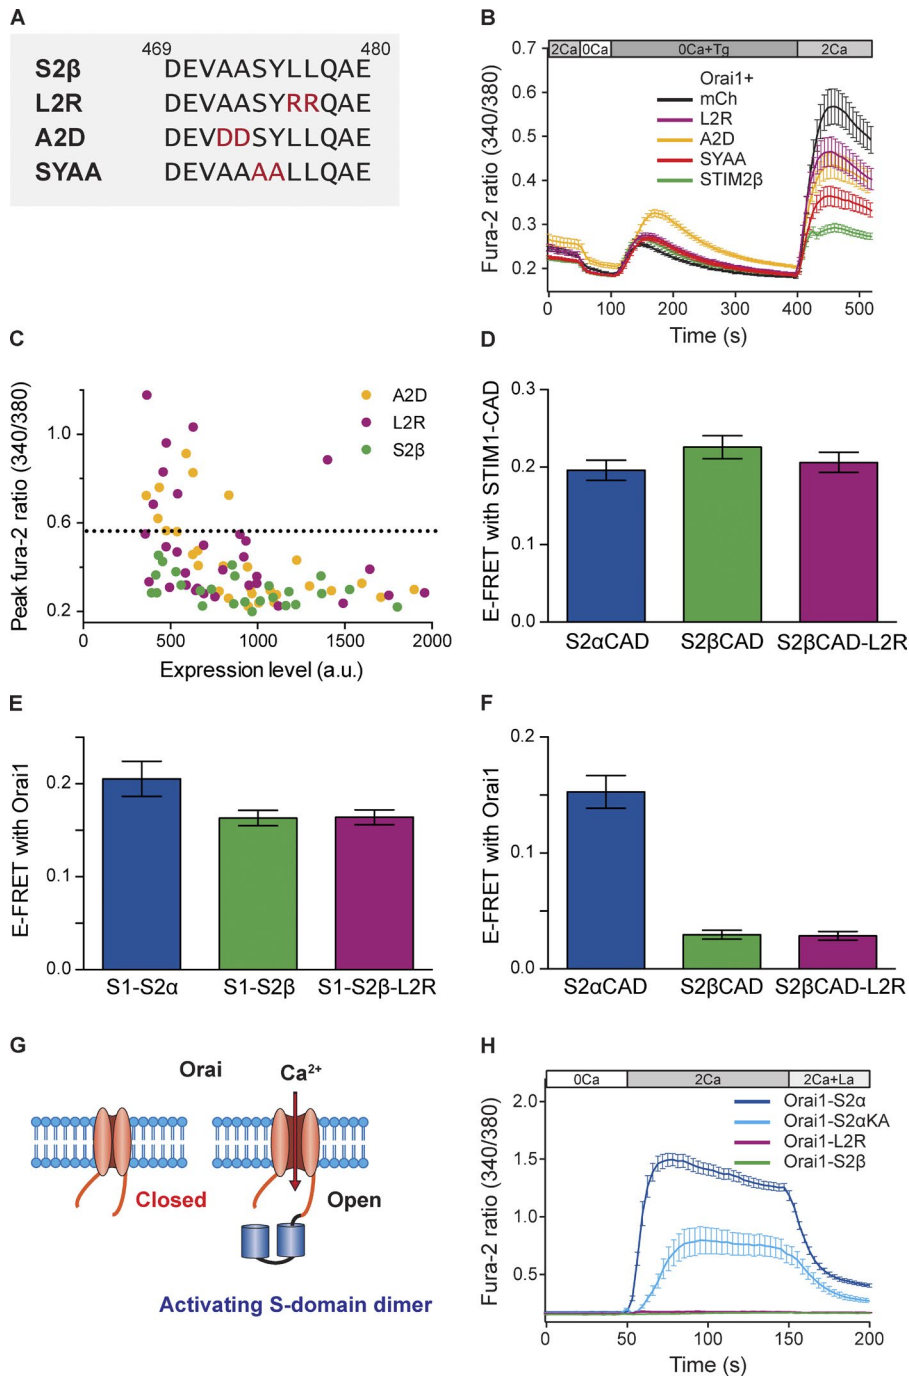 A
469 480
S2β DEVAASYLLQAE
L2R DEVAASYRRQAE
A2D DEVDDSYLLQAE
SYAA DEVAAAALLQAE
B
2Ca 0Ca 0Ca+Tg 2Ca
0.7
0.6
0.5
0.4
0.3
0.2
Fura-2 ratio (340/380)
Orai1+
mCh
L2R
A2D
SYAA
STIM2β
0 100 200 300 400 500
Time (s)
C
Peak fura-2 ratio (340/380)
1.0
0.6
0.2
A2D
L2R
S2β
0 500 1000 1500 2000
Expression level (a.u.)
D
E-FRET with STIM1-CAD
0.3
0.2
0.1
0.0
S2αCAD S2βCAD S2βCAD-L2R
E
E-FRET with Orai1
0.2
0.1
0.0
S1-S2α S1-S2β S1-S2β-L2R
F
E-FRET with Orai1
0.2
0.1
0.0
S2αCAD S2βCAD S2βCAD-L2R
G
Orai Ca2+
Closed Open
Activating S-domain dimer
H
0Ca 2Ca 2Ca+La
Fura-2 ratio (340/380)
2.0
1.5
1.0
0.5
Orai1-S2α
Orai1-S2αKA
Orai1-L2R
Orai1-S2β
0 50 100 150 200
Time (s)